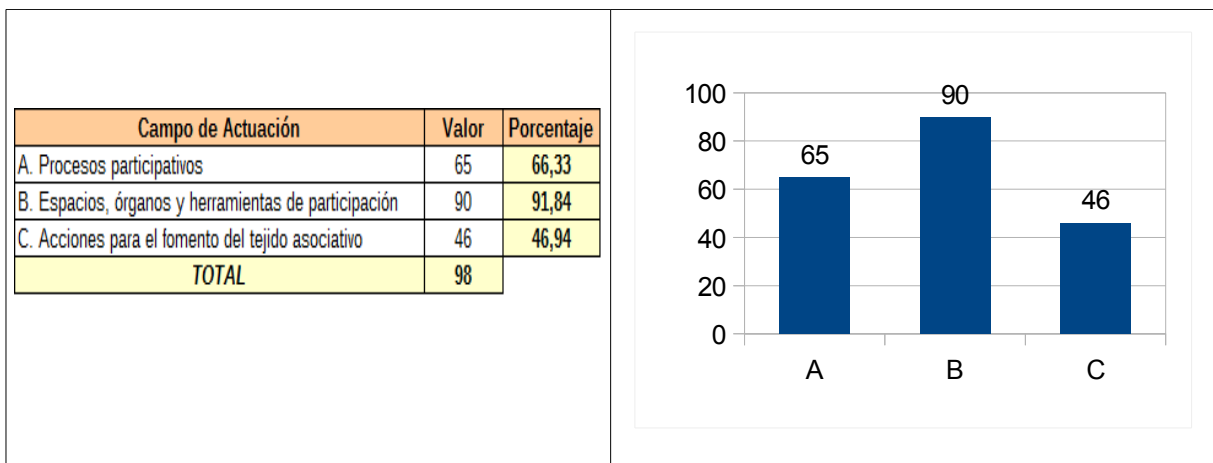 Campo de Actuación Valor Porcentaje
A. Procesos participativos 65 66,33
B. Espacios, órganos y herramientas de participación 90 91,84
C. Acciones para el fomento del tejido asociativo 46 46,94
TOTAL 98
100
80
60
40
20
0
65
90
46
A B C